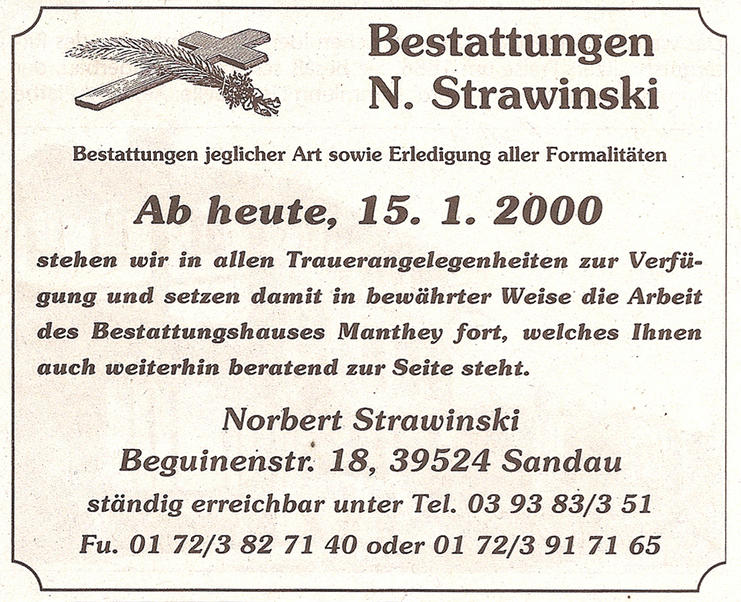 Bestattungen
N. Strawinski
Bestattungen jeglicher Art sowie Erledigung aller Formalitäten
Ab heute, 15. 1. 2000
stehen wir in allen Trauerangelegenheiten zur Verfü-
gung und setzen damit in bewährter Weise die Arbeit
des Bestattungshauses Manthey fort, welches Ihnen
auch weiterhin beratend zur Seite steht.
Norbert Strawinski
Beguinenstr. 18, 39524 Sandau
ständig erreichbar unter Tel. 03 93 83/3 51
Fu. 01 72/3 82 71 40 oder 01 72/3 91 71 65